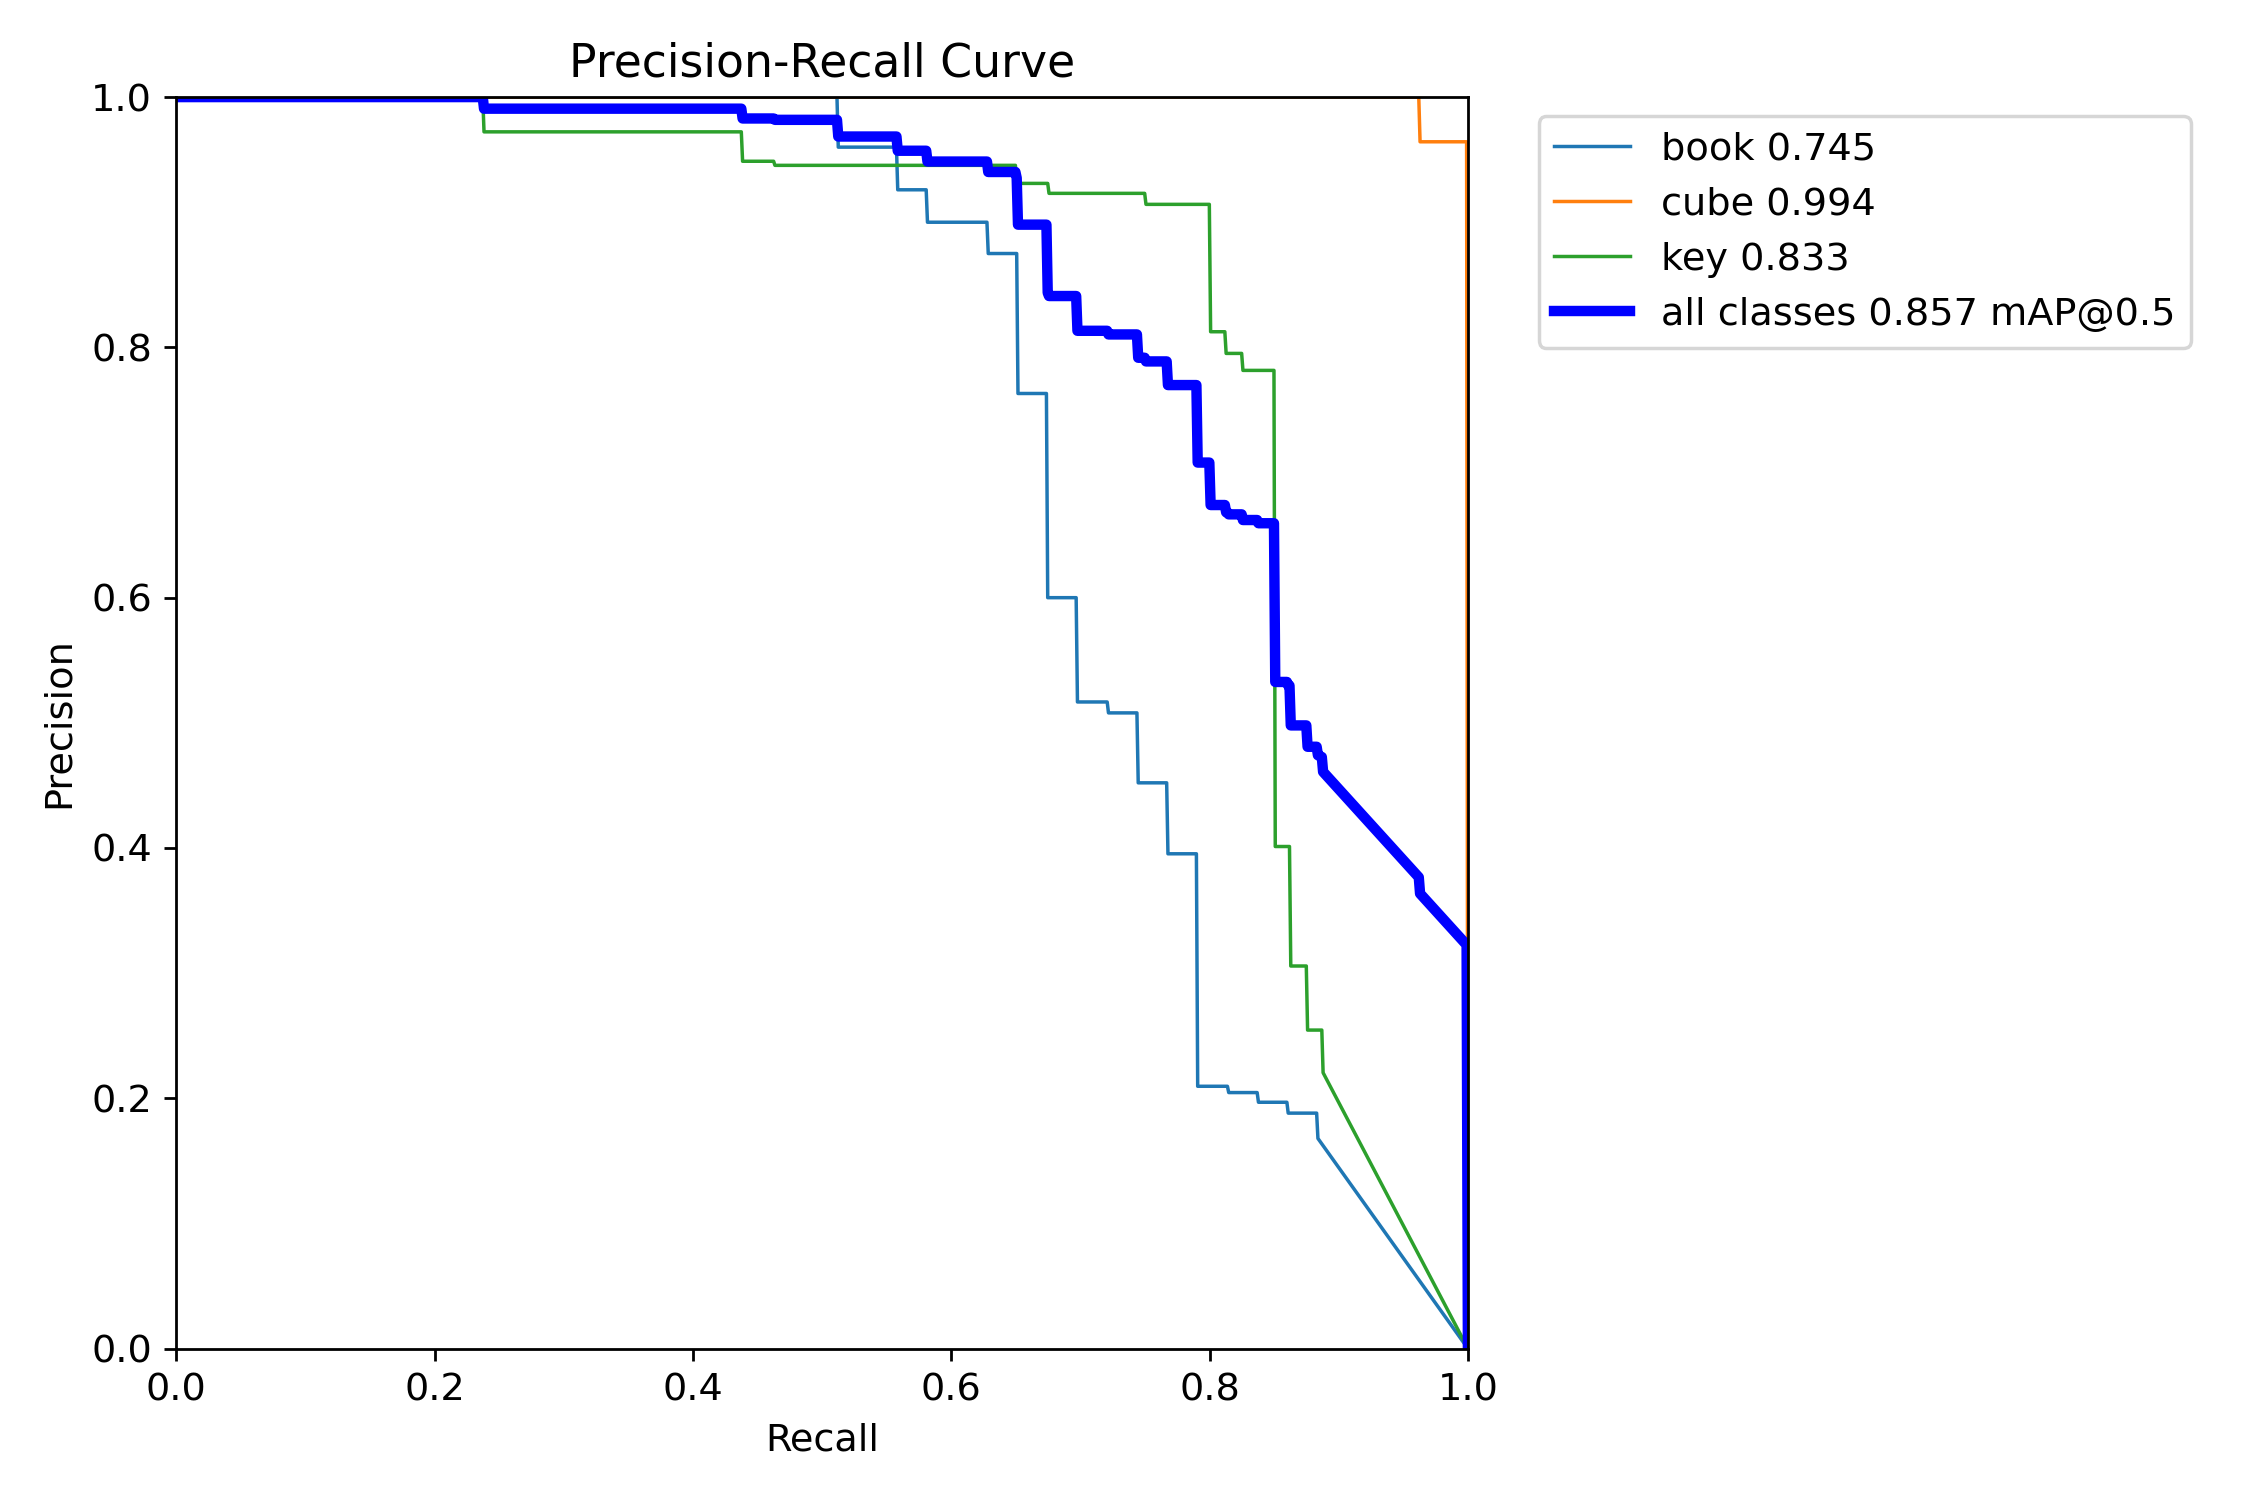 Precision-Recall Curve
1.0
0.8
0.6
0.4
0.2
0.0
Precision
0.0 0.2 0.4 0.6 0.8 1.0
Recall
book 0.745
cube 0.994
key 0.833
all classes 0.857 mAP@0.5